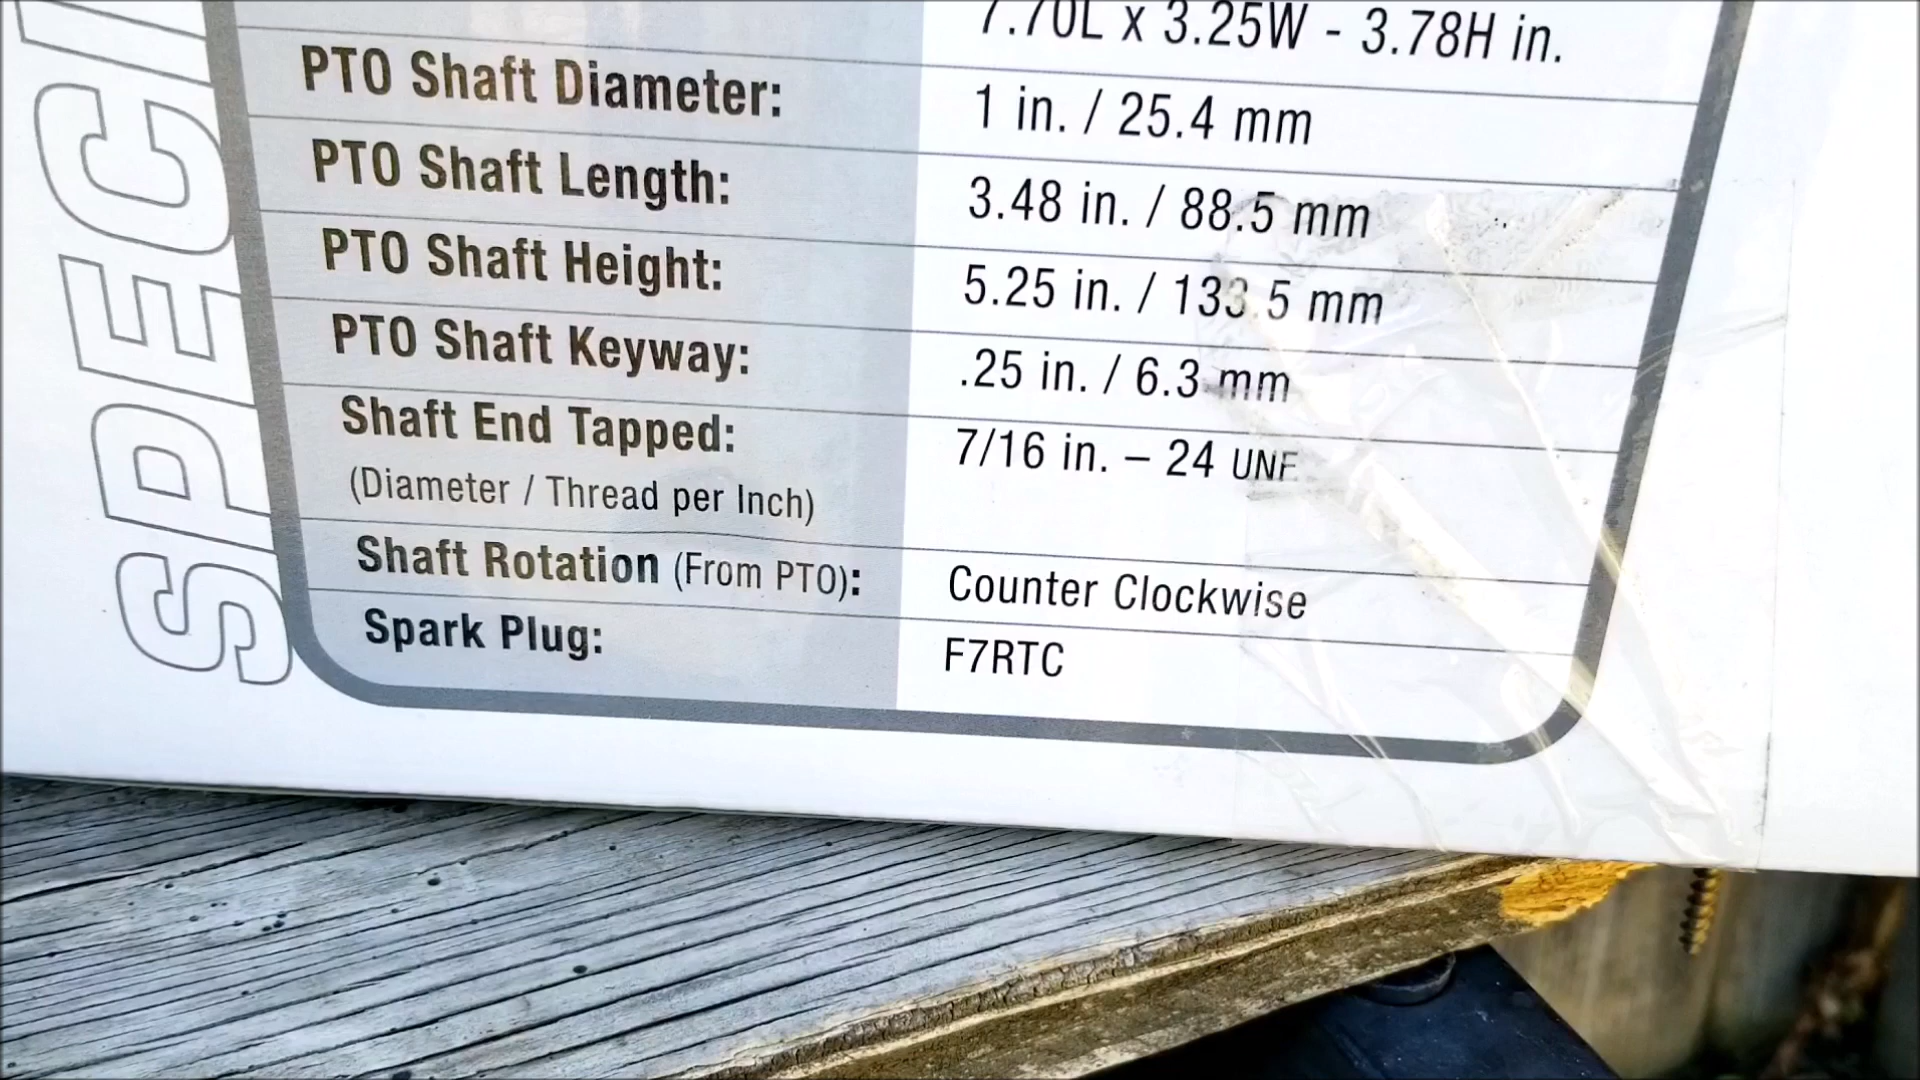 7.70L x 3.25W - 3.78H in.
PTO Shaft Diameter: 1 in. / 25.4 mm
PTO Shaft Length: 3.48 in. / 88.5 mm
PTO Shaft Height: 5.25 in. / 133.5 mm
PTO Shaft Keyway: .25 in. / 6.3 mm
Shaft End Tapped: 7/16 in. – 24 UNF
(Diameter / Thread per Inch)
Shaft Rotation (From PTO): Counter Clockwise
Spark Plug: F7RTC